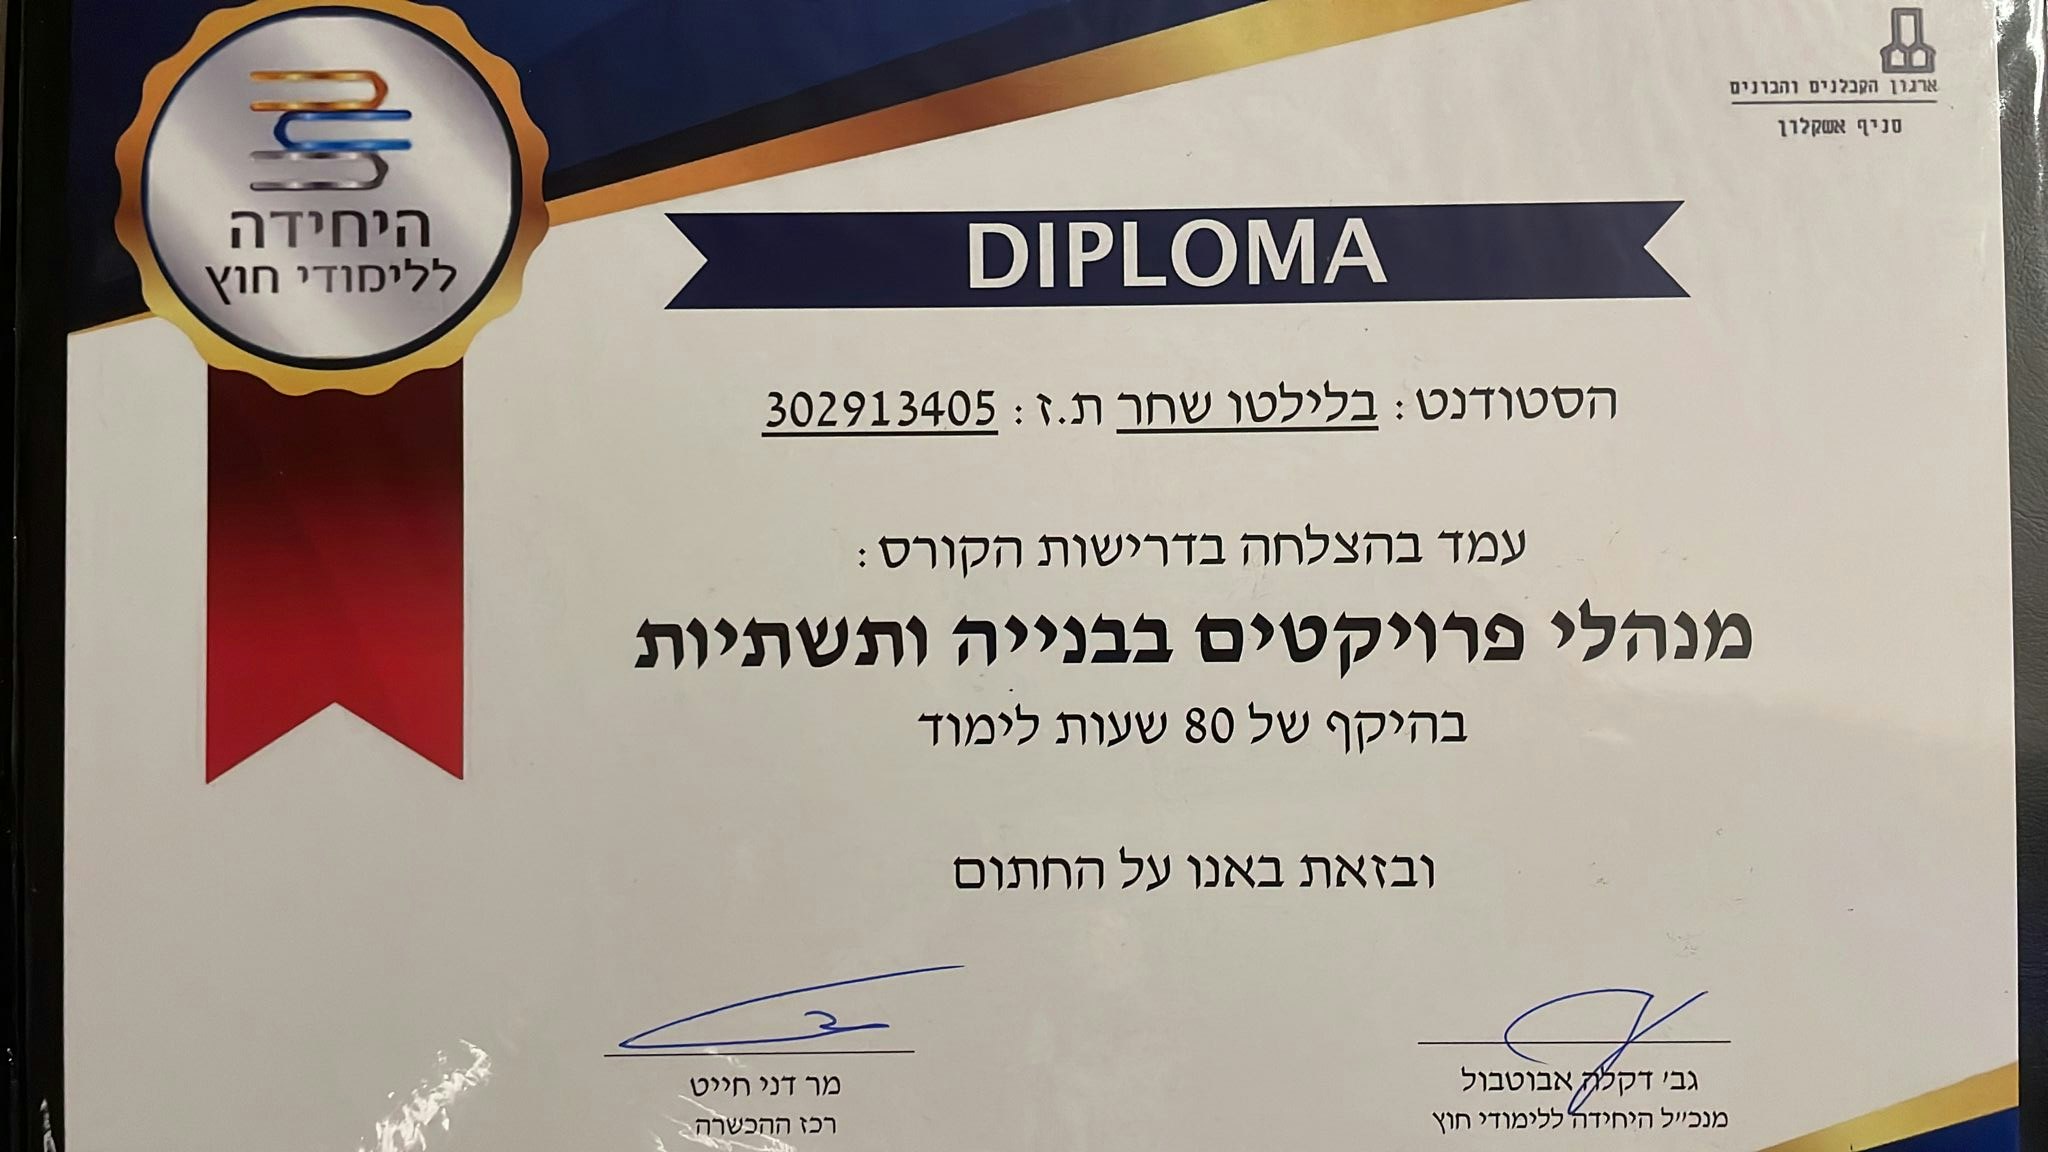 היחידה
ללימודי חוץ
ארגון הקבלנים והבונים
סניף אשקלון
DIPLOMA
הסטודנט: בלילטו שחר ת.ז: 302913405
עמד בהצלחה בדרישות הקורס:
מנהלי פרויקטים בבנייה ותשתיות
בהיקף של 80 שעות לימוד
ובזאת באנו על החתום
גב' דקלה אבוטבול
מנכ״ל היחידה ללימודי חוץ
מר דני חייט
רכז ההכשרה